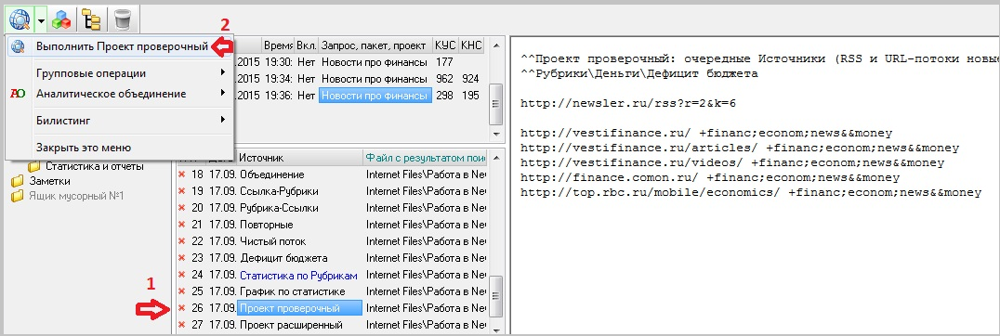 2
Выполнить Проект проверочный
Групповые операции
АО Аналитическое объединение
Билистинг
Закрыть это меню
Время Вкл. Запрос, пакет, проект КУС КНС
.2015 19:30: Нет Новости про Финансы 177
.2015 19:34: Нет Новости про Финансы 962 924
.2015 19:36: Нет Новости про Финансы 298 195
Статистика и отчеты
Заметки
Ящик мусорный №1
Источник Файл с результатом пои
18 17.09. Объединение Internet Files\Работа в Ne
19 17.09. Ссылка-Рубрики Internet Files\Работа в Ne
20 17.09. Рубрика-Ссылки Internet Files\Работа в Ne
21 17.09. Повторные Internet Files\Работа в Ne
22 17.09. Чистый поток Internet Files\Работа в Ne
23 17.09. Дефицит бюджета Internet Files\Работа в Ne
24 17.09. Статистика по Рубрикам Internet Files\Работа в Ne
25 17.09. График по статистике Internet Files\Работа в Ne
1
26 17.09. Проект проверочный Internet Files\Работа в Ne
27 17.09. Проект расширенный Internet Files\Работа в Ne
^^Проект проверочный: очередные Источники (RSS и URL-потоки новые
^^Рубрики\Деньги\Дефицит бюджета
http://newsler.ru/rss?r=2&k=6
http://vestifinance.ru/ +financ;econom;news&&money
http://vestifinance.ru/articles/ +financ;econom;news&&money
http://vestifinance.ru/videos/ +financ;econom;news&&money
http://finance.comon.ru/ +financ;econom;news&&money
http://top.rbc.ru/mobile/economics/ +financ;econom;news&&money